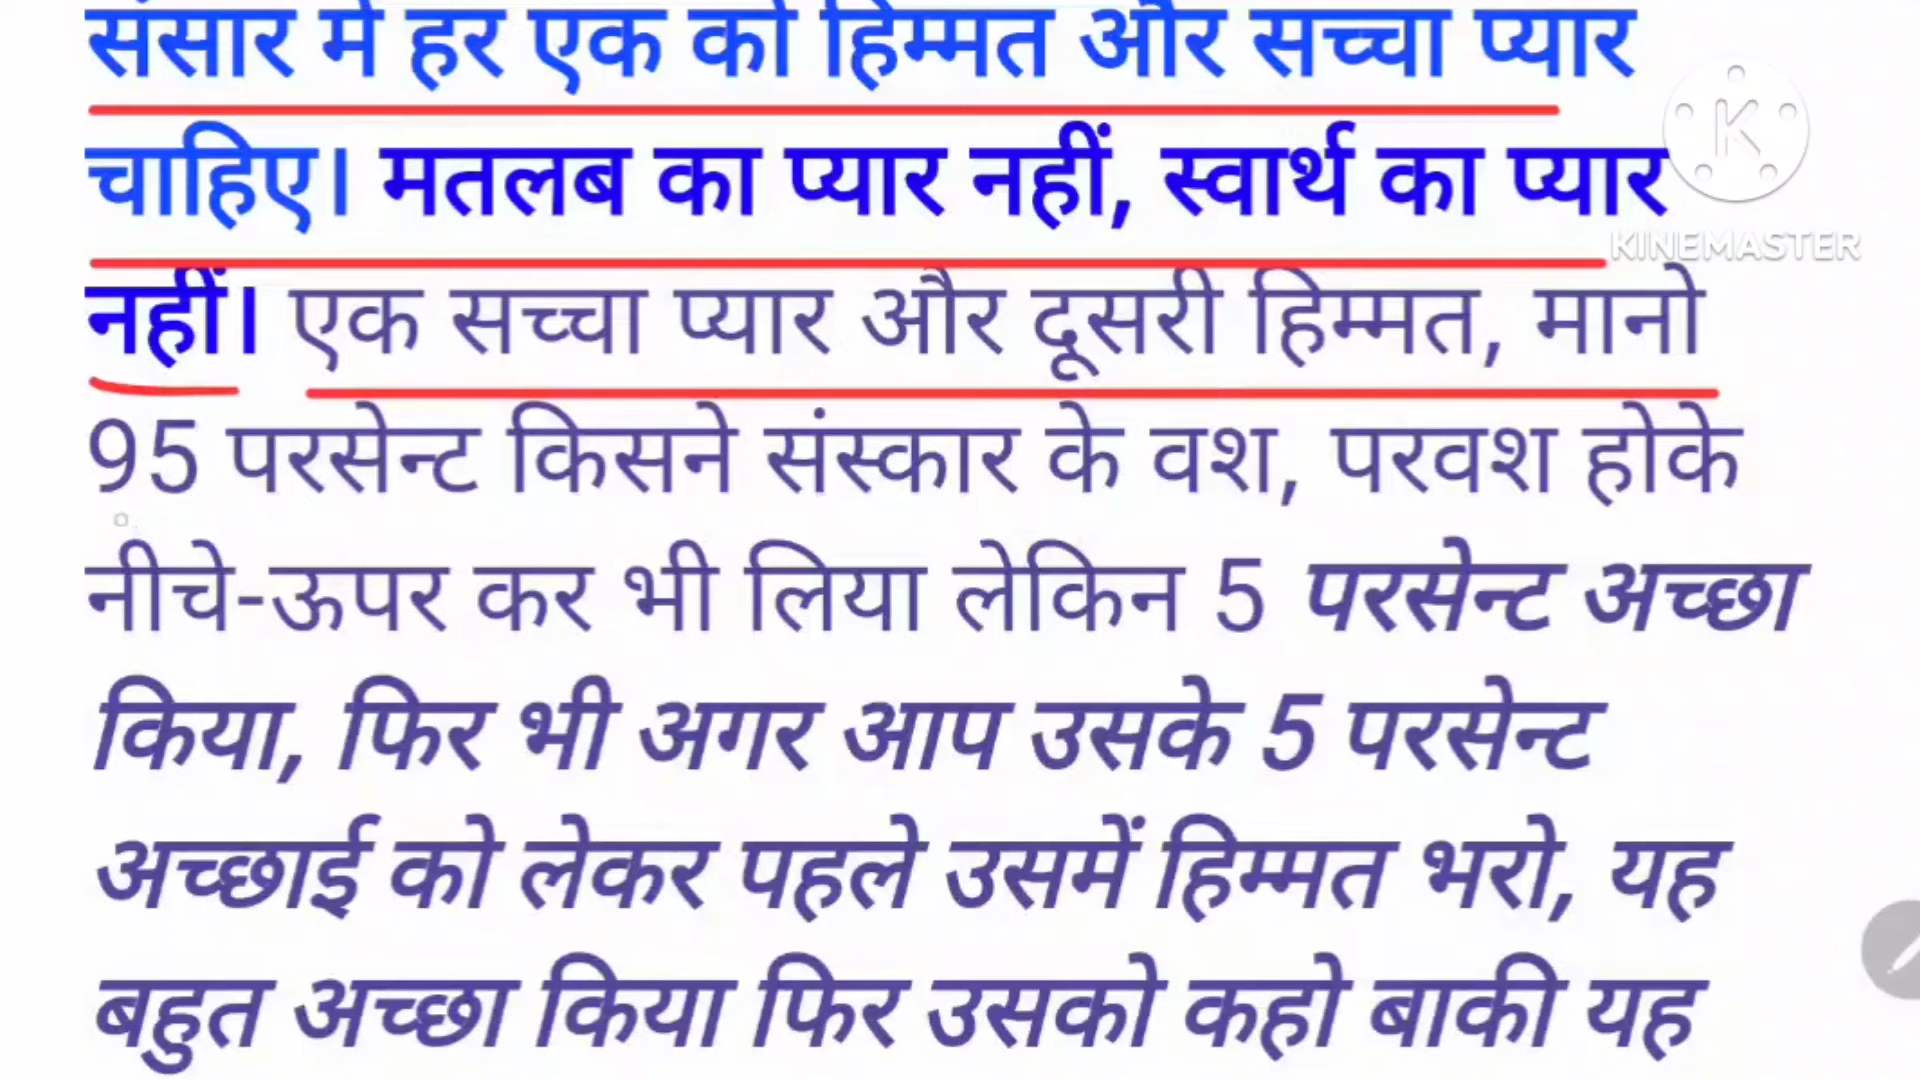 संसार मे हर एक को हिम्मत और सच्चा प्यार
चाहिए। मतलब का प्यार नहीं, स्वार्थ का प्यार
नहीं। एक सच्चा प्यार और दूसरी हिम्मत, मानो
95 परसेन्ट किसने संस्कार के वश, परवश होके
नीचे-ऊपर कर भी लिया लेकिन 5 परसेन्ट अच्छा
किया, फिर भी अगर आप उसके 5 परसेन्ट
अच्छाई को लेकर पहले उसमें हिम्मत भरो, यह
बहुत अच्छा किया फिर उसको कहो बाकी यह
K
KINEMASTER